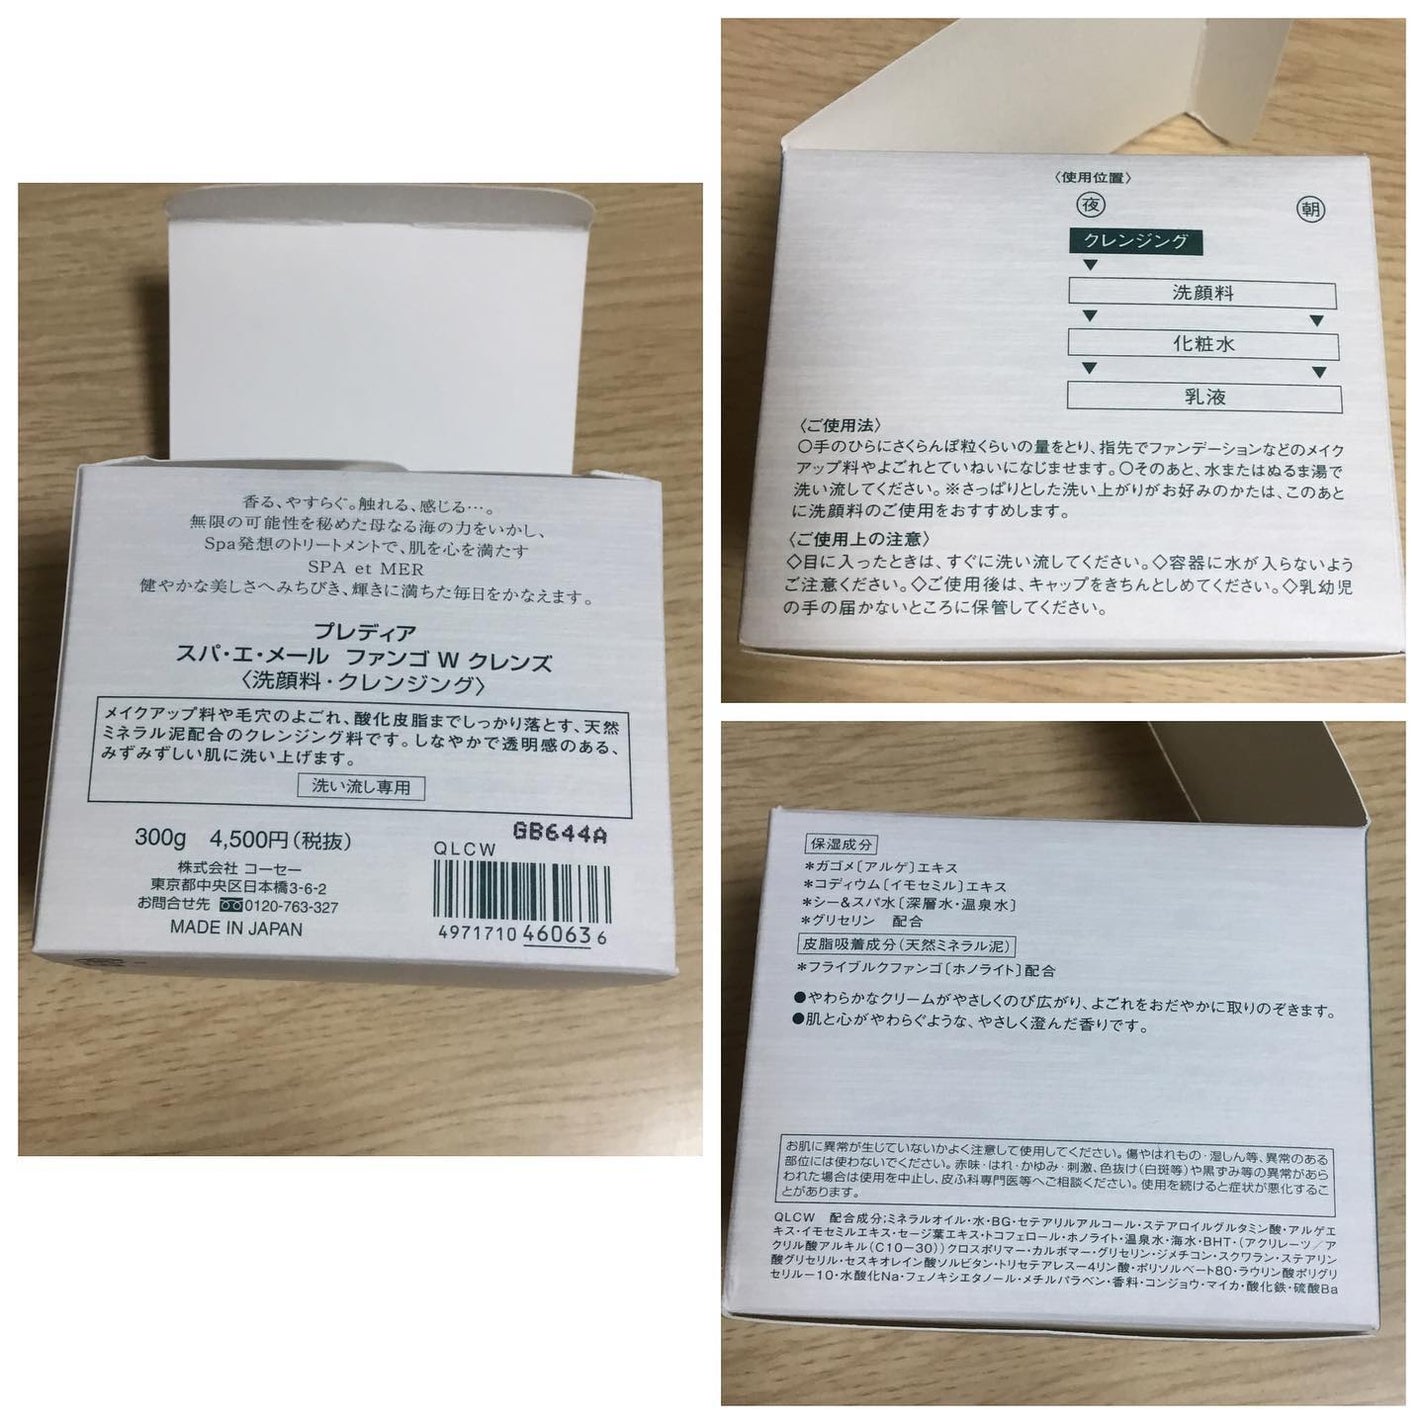 香る、やすらぐ。触れる、感じる…。
無限の可能性を秘めた母なる海の力をいかし、
Spa発想のトリートメントで、肌を心を満たす
SPA et MER
健やかな美しさへみちびき、輝きに満ちた毎日をかなえます。
プレディア
スパ・エ・メール ファンゴ W クレンズ
〈洗顔料・クレンジング〉
メイクアップ料や毛穴のよごれ、酸化皮脂までしっかり落とす、天然
ミネラル泥配合のクレンジング料です。しなやかで透明感のある、
みずみずしい肌に洗い上げます。
洗い流し専用
300g 4,500円(税抜)
GB644A
株式会社 コーセー
東京都中央区日本橋3-6-2
お問合せ先 0120-763-327
MADE IN JAPAN
QLCW
4971710 460636
〈使用位置〉
夜 朝
クレンジング
▼
洗顔料
▼ ▼
化粧水
▼ ▼
乳液
〈ご使用法〉
○手のひらにさくらんぼ粒くらいの量をとり、指先でファンデーションなどのメイク
アップ料やよごれとていねいになじませます。○そのあと、水またはぬるま湯で
洗い流してください。※さっぱりとした洗い上がりがお好みのかたは、このあと
に洗顔料のご使用をおすすめします。
〈ご使用上の注意〉
◇目に入ったときは、すぐに洗い流してください。◇容器に水が入らないよう
ご注意ください。◇ご使用後は、キャップをきちんとしめてください。◇乳幼児
の手の届かないところに保管してください。
保湿成分
*ガゴメ〔アルゲ〕エキス
*コディウム〔イモセミル〕エキス
*シー&スパ水〔深層水・温泉水〕
*グリセリン 配合
皮脂吸着成分(天然ミネラル泥)
*フライブルクファンゴ〔ホノライト〕配合
●やわらかなクリームがやさしくのび広がり、よごれをおだやかに取りのぞきます。
●肌と心がやわらぐような、やさしく澄んだ香りです。
お肌に異常が生じていないかよく注意して使用してください。傷やはれもの・湿しん等、異常のある
部位には使わないでください。赤味・はれ・かゆみ・刺激、色抜け(白斑等)や黒ずみ等の異常があら
われた場合は使用を中止し、皮ふ科専門医等へご相談ください。使用を続けると症状が悪化するこ
とがあります。
QLCW 配合成分;ミネラルオイル・水・BG・セテアリルアルコール・ステアロイルグルタミン酸・アルゲエ
キス・イモセミルエキス・セージ葉エキス・トコフェロール・ホノライト・温泉水・海水・BHT・(アクリレーツ/ア
クリル酸アルキル(C10-30))クロスポリマー・カルボマー・グリセリン・ジメチコン・スクワラン・ステアリン
酸グリセリル・セスキオレイン酸ソルビタン・トリセテアレス-4リン酸・ポリソルベート80・ラウリン酸ポリグリ
セリル-10・水酸化Na・フェノキシエタノール・メチルパラベン・香料・コンジョウ・マイカ・酸化鉄・硫酸Ba